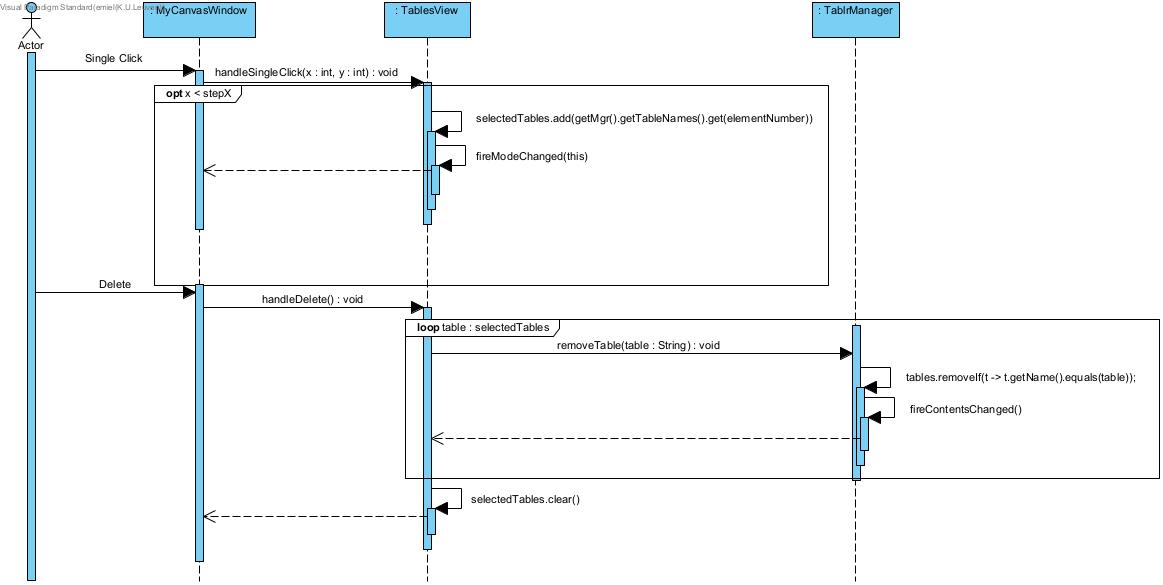 Visual Paradigm Standard(emiel(K.U.Leuven))
: MyCanvasWindow
: TablesView
: TablrManager
Actor
Single Click
handleSingleClick(x : int, y : int) : void
opt x < stepX
selectedTables.add(getMgr().getTableNames().get(elementNumber))
fireModeChanged(this)
Delete
handleDelete() : void
loop table : selectedTables
removeTable(table : String) : void
tables.removeIf(t -> t.getName().equals(table));
fireContentsChanged()
selectedTables.clear()